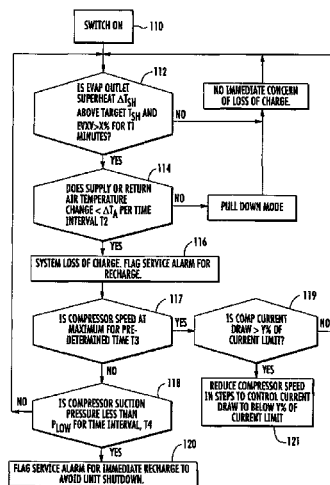 SWITCH ON
110
112
IS EVAP OUTLET
SUPERHEAT ΔTSH
ABOVE TARGET TSH AND
EVXV>X% FOR T1
MINUTES?
NO
NO IMMEDIATE CONCERN
OF LOSS OF CHARGE.
YES
114
DOES SUPPLY OR RETURN
AIR TEMPERATURE
CHANGE < ΔTA PER TIME
INTERVAL T2
NO
PULL DOWN MODE
YES
116
SYSTEM LOSS OF CHARGE. FLAG SERVICE ALARM FOR
RECHARGE.
117
IS COMPRESSOR SPEED AT
MAXIMUM FOR PRE-
DETERMINED TIME T3
YES
119
IS COMP CURRENT
DRAW > Y% OF
CURRENT LIMIT?
NO
NO
YES
118
IS COMPRESSOR SUCTION
PRESSURE LESS THAN
PLOW FOR TIME INTERVAL, T4
NO
REDUCE COMPRESSOR SPEED
IN STEPS TO CONTROL CURRENT
DRAW TO BELOW Y% OF
CURRENT LIMIT
121
YES
120
FLAG SERVICE ALARM FOR IMMEDIATE RECHARGE TO
AVOID UNIT SHUTDOWN.